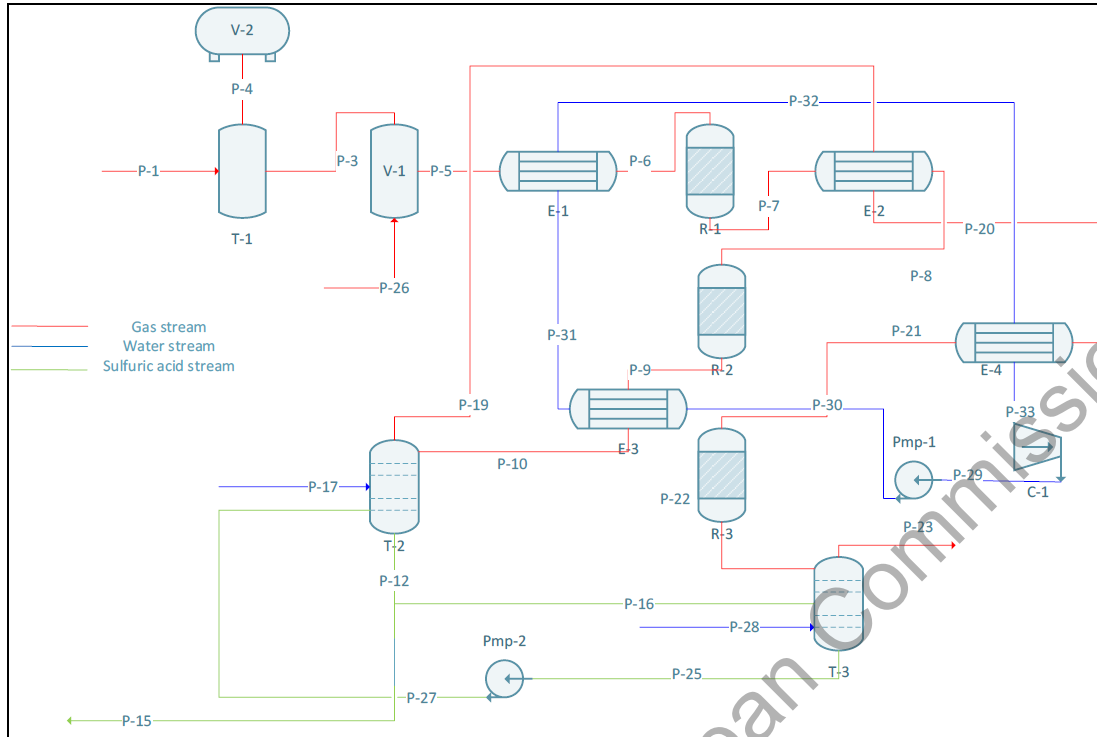 V-2
P-4
P-32
P-1
P-3
V-1
P-5
P-6
E-1
P-7
R-1
E-2
T-1
P-20
P-26
P-8
Gas stream
Water stream
Sulfuric acid stream
P-31
P-21
E-4
P-9
R-2
P-19
P-30
P-33
E-3
Pmp-1
P-10
P-29
C-1
P-17
P-22
R-3
P-23
T-2
P-12
P-16
P-28
Pmp-2
P-25
T-3
P-27
P-15
ean Commissio